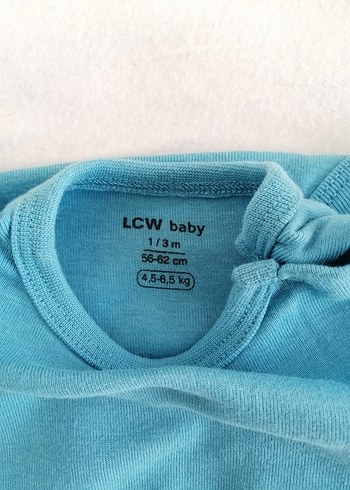 LCW baby
1 / 3 m
56-62 cm
4,5-6,5 kg